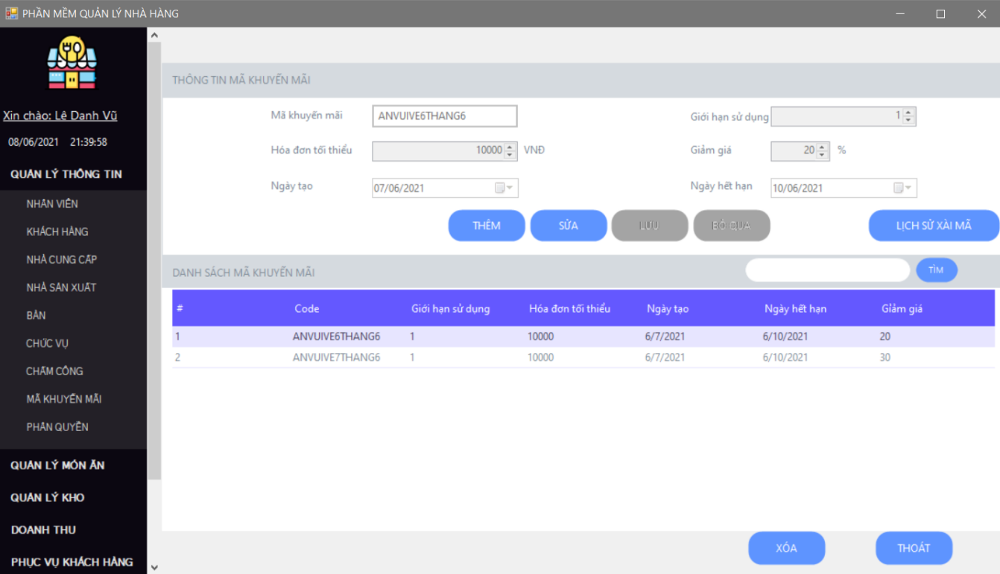 PHẦN MỀM QUẢN LÝ NHÀ HÀNG
Xin chào: Lê Danh Vũ
08/06/2021 21:39:58
QUẢN LÝ THÔNG TIN
NHÂN VIÊN
KHÁCH HÀNG
NHÀ CUNG CẤP
NHÀ SẢN XUẤT
BÀN
CHỨC VỤ
CHẤM CÔNG
MÃ KHUYẾN MÃI
PHÂN QUYỀN
QUẢN LÝ MÓN ĂN
QUẢN LÝ KHO
DOANH THU
PHỤC VỤ KHÁCH HÀNG
THÔNG TIN MÃ KHUYẾN MÃI
Mã khuyến mãi ANVUIVE6THANG6 Giới hạn sử dụng 1
Hóa đơn tối thiểu 10000 VNĐ Giảm giá 20 %
Ngày tạo 07/06/2021 Ngày hết hạn 10/06/2021
THÊM SỬA LƯU BỎ QUA LỊCH SỬ XÀI MÃ
DANH SÁCH MÃ KHUYẾN MÃI TÌM
# Code Giới hạn sử dụng Hóa đơn tối thiểu Ngày tạo Ngày hết hạn Giảm giá
1 ANVUIVE6THANG6 1 10000 6/7/2021 6/10/2021 20
2 ANVUIVE7THANG6 1 10000 6/7/2021 6/10/2021 30
XÓA THOÁT